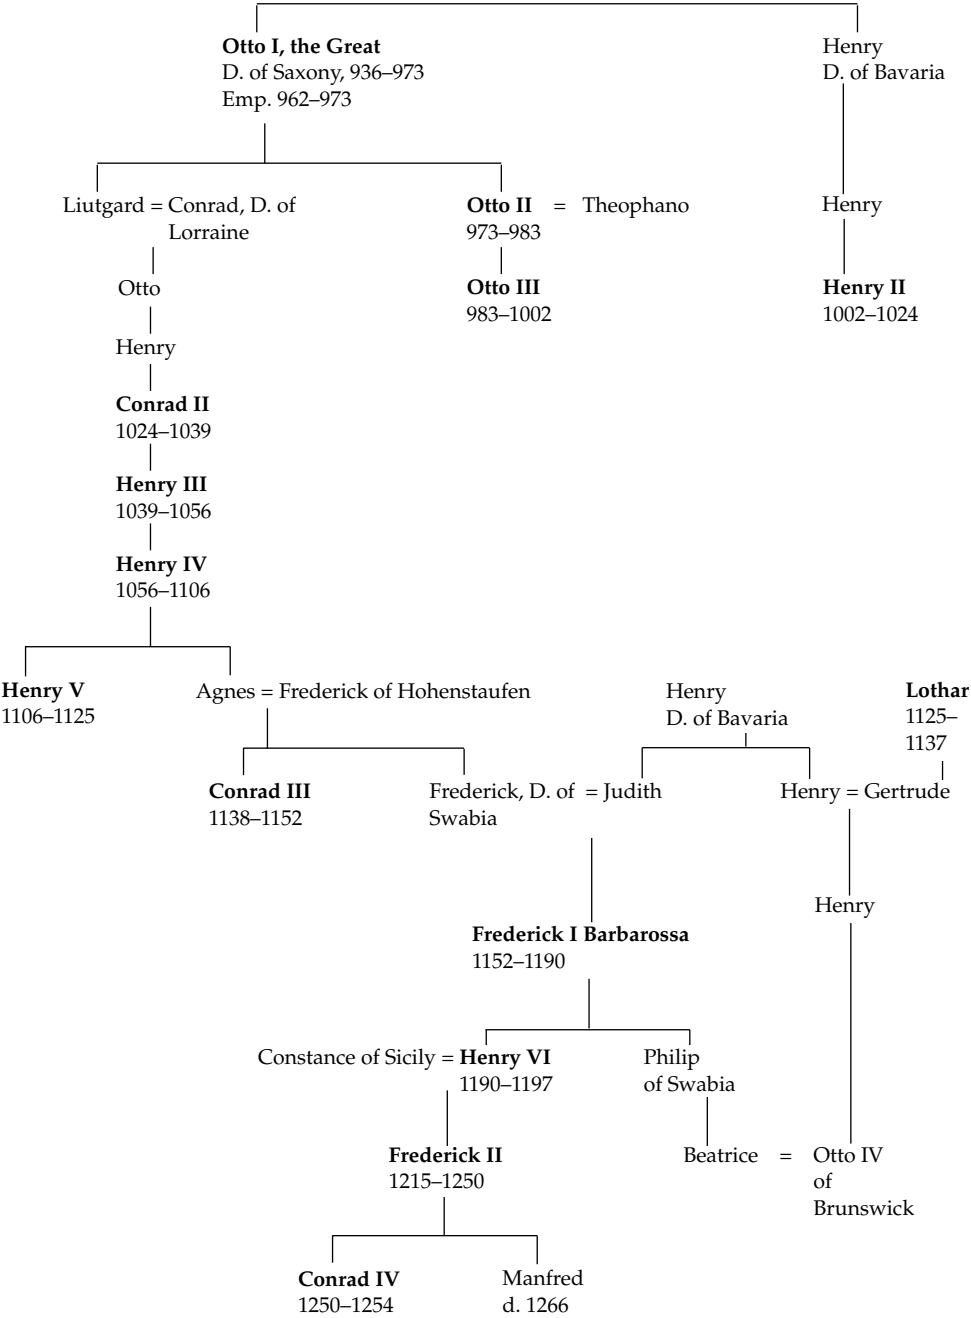 Otto I, the Great
D. of Saxony, 936–973
Emp. 962–973
Henry
D. of Bavaria
Liutgard = Conrad, D. of
Lorraine
Otto II = Theophano
973–983
Henry
Otto
Otto III
983–1002
Henry II
1002–1024
Henry
Conrad II
1024–1039
Henry III
1039–1056
Henry IV
1056–1106
Henry V
1106–1125
Agnes = Frederick of Hohenstaufen
Henry
D. of Bavaria
Lothar
1125–
1137
Conrad III
1138–1152
Frederick, D. of = Judith
Swabia
Henry = Gertrude
Henry
Frederick I Barbarossa
1152–1190
Constance of Sicily = Henry VI
1190–1197
Philip
of Swabia
Frederick II
1215–1250
Beatrice = Otto IV
of
Brunswick
Conrad IV
1250–1254
Manfred
d. 1266